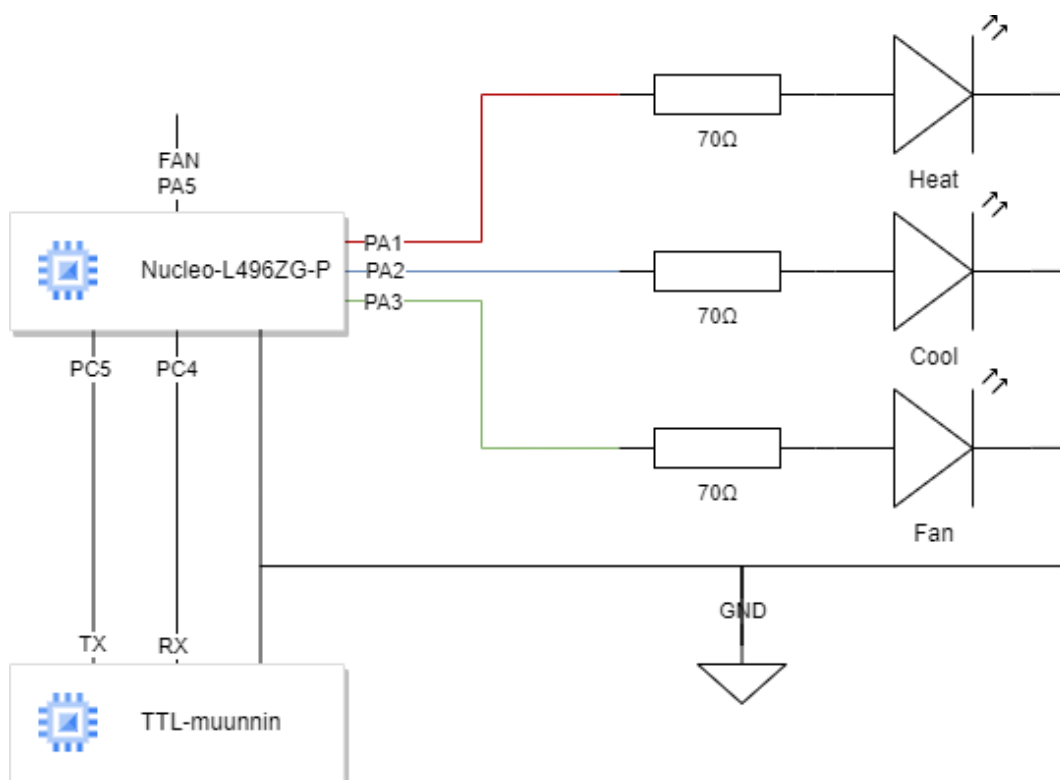 FAN
PA5
Nucleo-L496ZG-P
PA1
PA2
PA3
PC5
PC4
70Ω
Heat
70Ω
Cool
70Ω
Fan
GND
TX
RX
TTL-muunnin